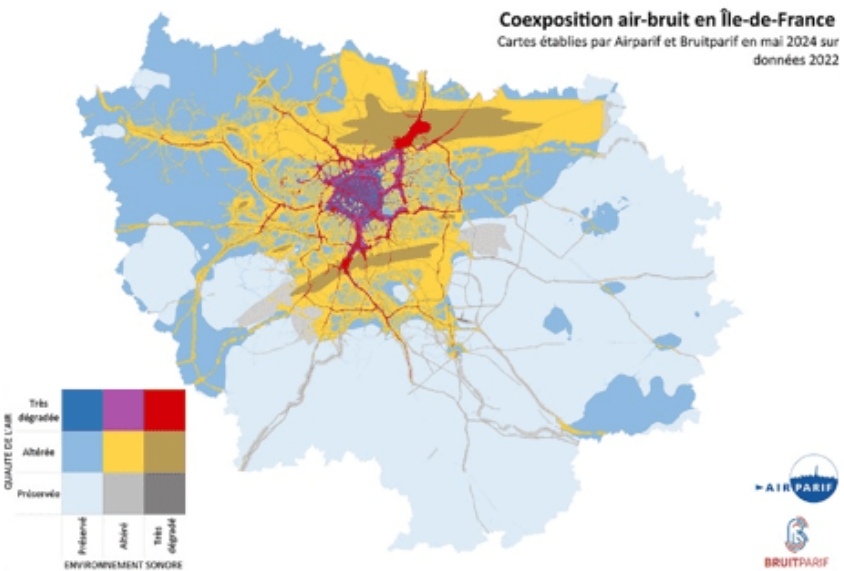 Coexposition air-bruit en Île-de-France
Cartes établies par Airparif et Bruitparif en mai 2024 sur
données 2022
QUALITE DE L'AIR
Très
dégradée
Altérée
Préservée
Préservé
Altéré
Très
dégradé
ENVIRONNEMENT SONORE
AIRPARIF
BRUITPARIF